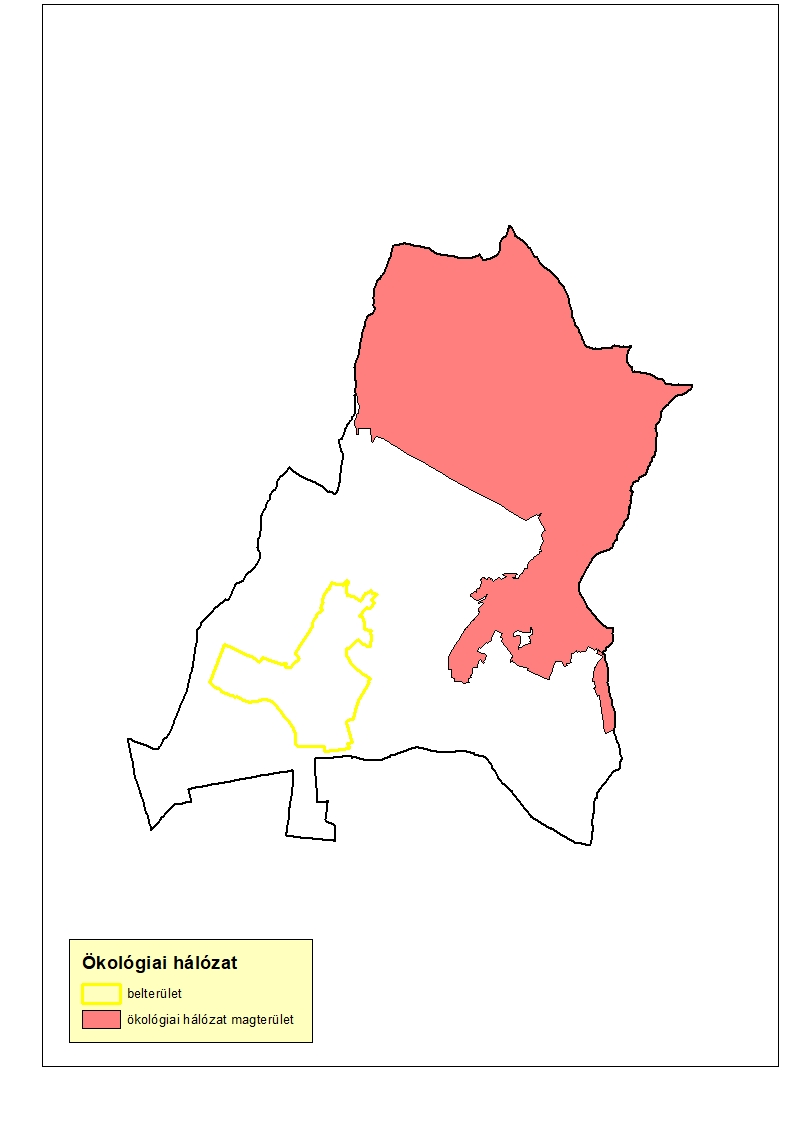 Ökológiai hálózat
belterület
ökológiai hálózat magterület